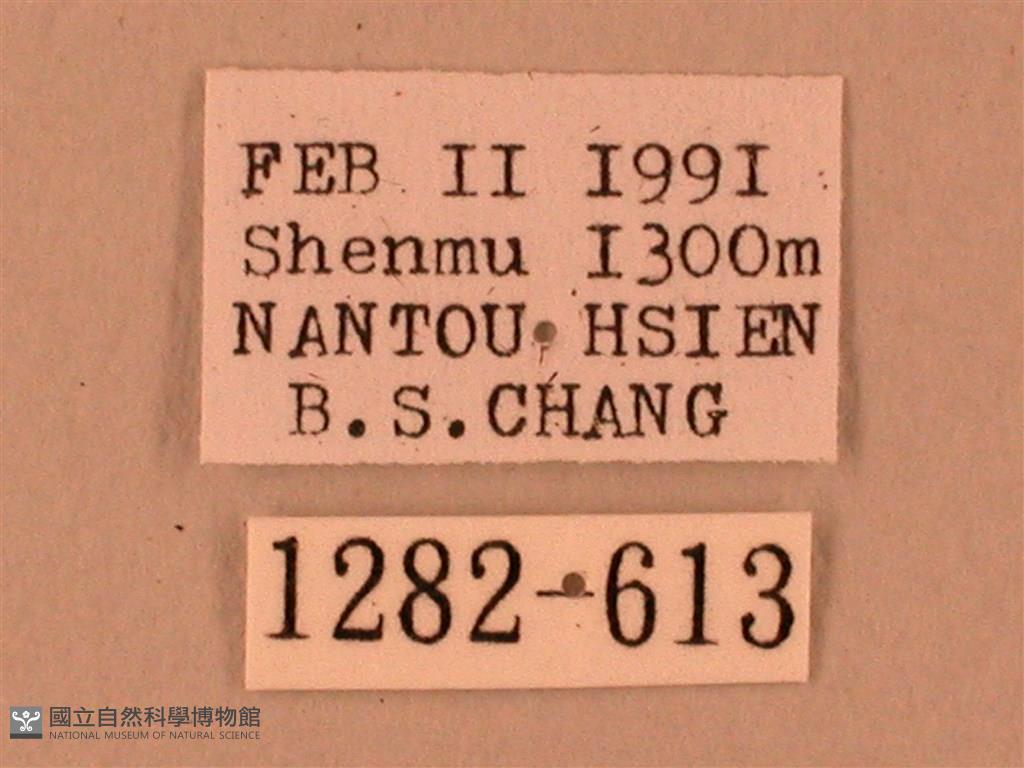 FEB II I99I
Shenmu I300m
NANTOU HSIEN
B.S.CHANG
1282-613
國立自然科學博物館
NATIONAL MUSEUM OF NATURAL SCIENCE